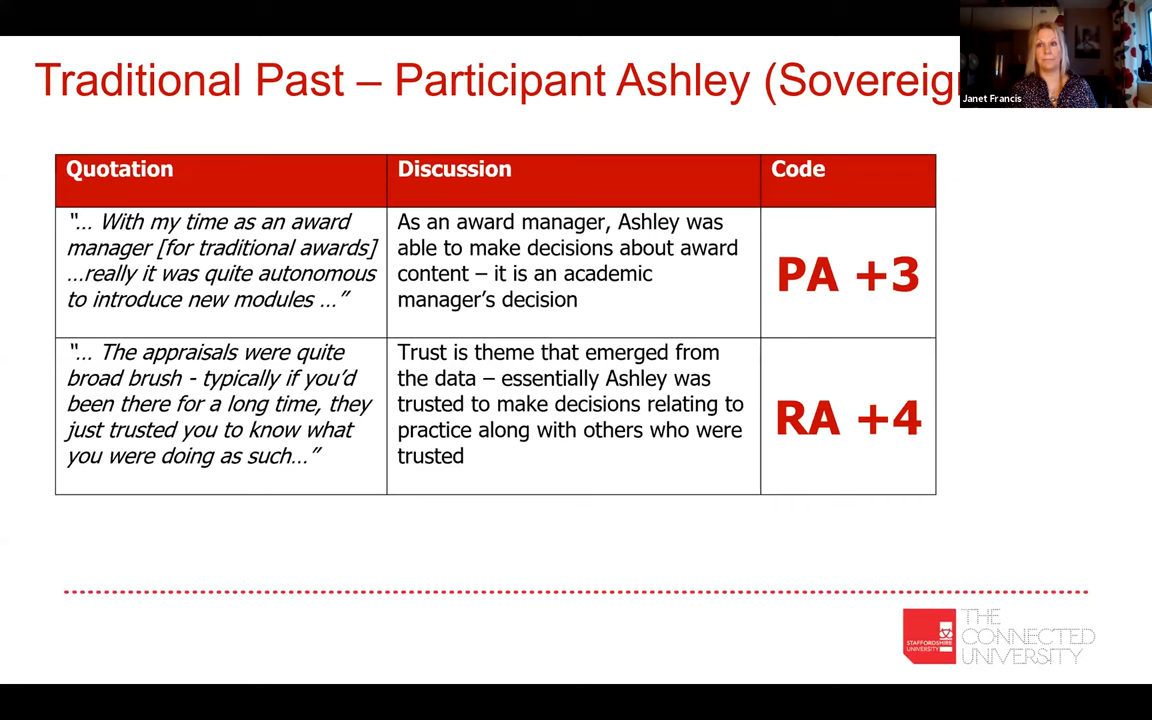 Traditional Past – Participant Ashley (Sovereig
Janet Francis
Quotation
Discussion
Code
“… With my time as an award
manager [for traditional awards]
…really it was quite autonomous
to introduce new modules …”
As an award manager, Ashley was
able to make decisions about award
content – it is an academic
manager’s decision
PA +3
“… The appraisals were quite
broad brush - typically if you’d
been there for a long time, they
just trusted you to know what
you were doing as such…”
Trust is theme that emerged from
the data – essentially Ashley was
trusted to make decisions relating to
practice along with others who were
trusted
RA +4
STAFFORDSHIRE
UNIVERSITY
THE
CONNECTED
UNIVERSITY